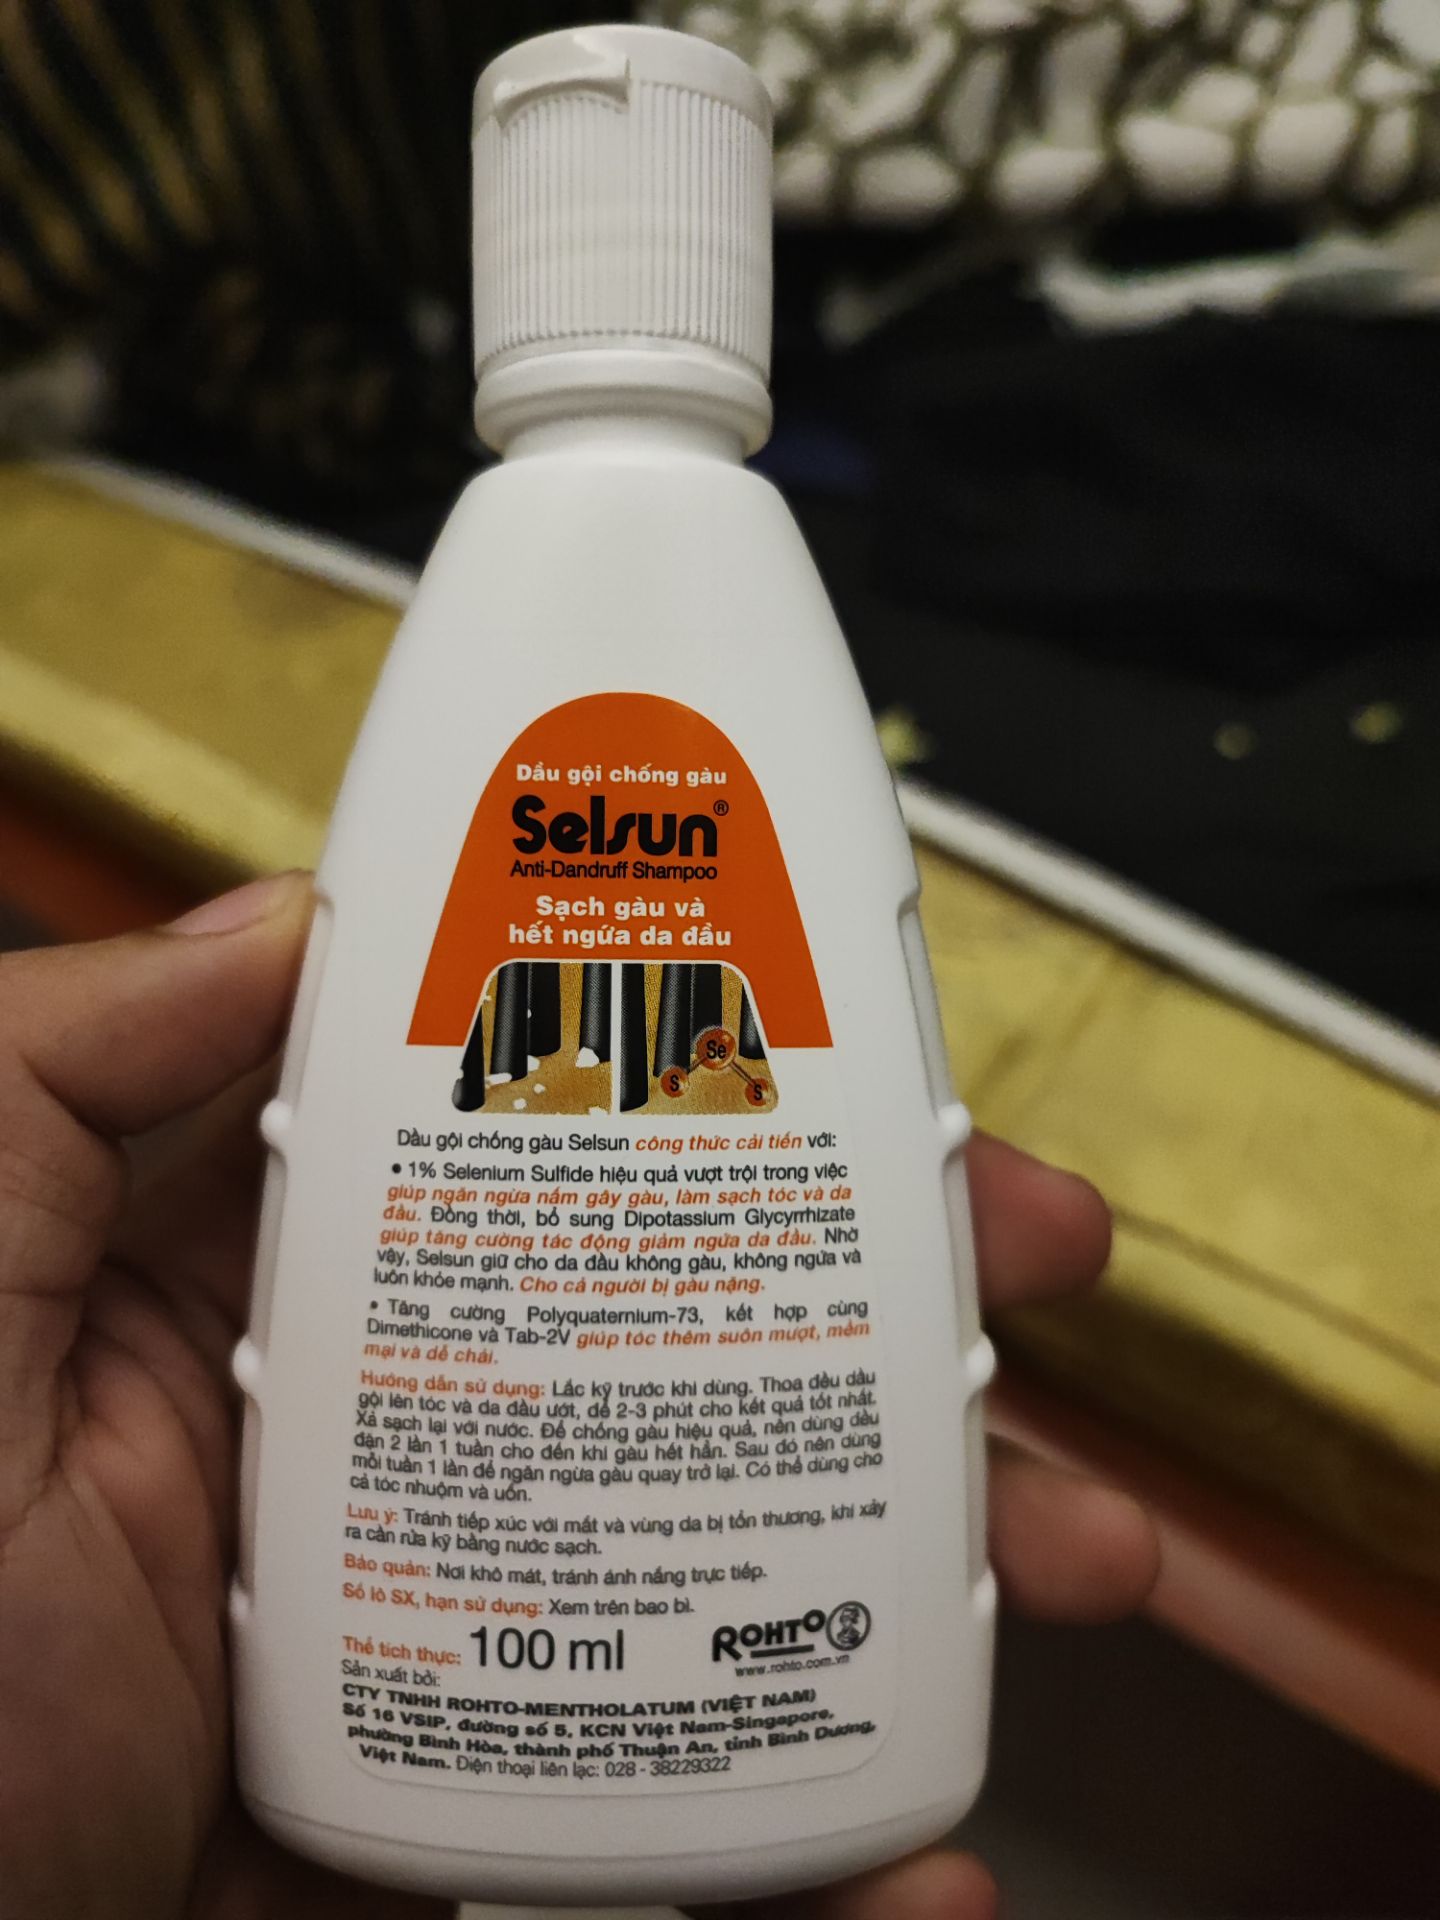 Dầu gội chống gàu
Selsun®
Anti-Dandruff Shampoo
Sạch gàu và
hết ngứa da đầu
Se
S
S
Dầu gội chống gàu Selsun công thức cải tiến với:
• 1% Selenium Sulfide hiệu quả vượt trội trong việc
giúp ngăn ngừa nấm gây gàu, làm sạch tóc và da
đầu. Đồng thời, bổ sung Dipotassium Glycyrrhizate
giúp tăng cường tác động giảm ngứa da đầu. Nhờ
vậy, Selsun giữ cho da đầu không gàu, không ngứa và
luôn khỏe mạnh. Cho cả người bị gàu nặng.
• Tăng cường Polyquaternium-73, kết hợp cùng
Dimethicone và Tab-2V giúp tóc thêm suôn mượt, mềm
mại và dễ chải.
Hướng dẫn sử dụng: Lắc kỹ trước khi dùng. Thoa đều dầu
gội lên tóc và da đầu ướt, để 2-3 phút cho kết quả tốt nhất.
Xả sạch lại với nước. Để chống gàu hiệu quả, nên dùng đều
đặn 2 lần 1 tuần cho đến khi gàu hết hẳn. Sau đó nên dùng
mỗi tuần 1 lần để ngăn ngừa gàu quay trở lại. Có thể dùng cho
cả tóc nhuộm và uốn.
Lưu ý: Tránh tiếp xúc với mắt và vùng da bị tổn thương, khi xảy
ra cần rửa kỹ bằng nước sạch.
Bảo quản: Nơi khô mát, tránh ánh nắng trực tiếp.
Số lô SX, hạn sử dụng: Xem trên bao bì.
Thể tích thực: 100 ml
ROHTO
www.rohto.com.vn
Sản xuất bởi:
CTY TNHH ROHTO-MENTHOLATUM (VIỆT NAM)
Số 16 VSIP, đường số 5, KCN Việt Nam-Singapore,
phường Bình Hòa, thành phố Thuận An, tỉnh Bình Dương,
Việt Nam. Điện thoại liên lạc: 028 - 38229322